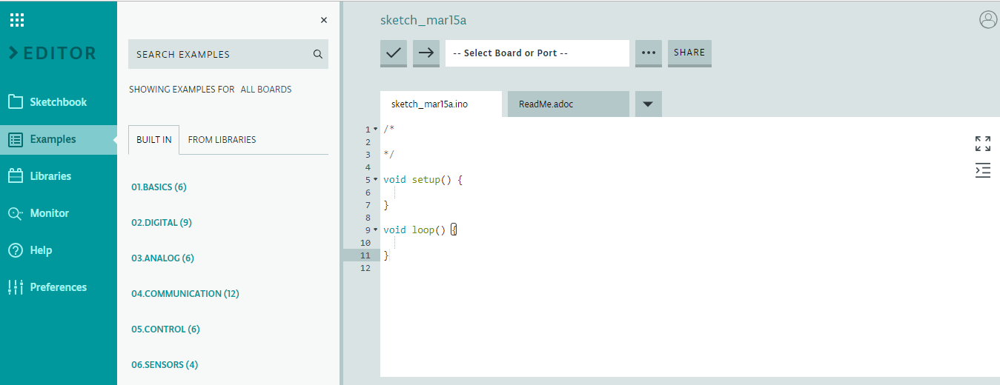 EDITOR
Sketchbook
Examples
Libraries
Monitor
Help
Preferences
SEARCH EXAMPLES
SHOWING EXAMPLES FOR ALL BOARDS
BUILT IN FROM LIBRARIES
01.BASICS (6)
02.DIGITAL (9)
03.ANALOG (6)
04.COMMUNICATION (12)
05.CONTROL (6)
06.SENSORS (4)
sketch_mar15a
-- Select Board or Port -- SHARE
sketch_mar15a.ino ReadMe.adoc
1 /*
2
3 */
4
5 void setup() {
6
7 }
8
9 void loop() {
10
11 }
12